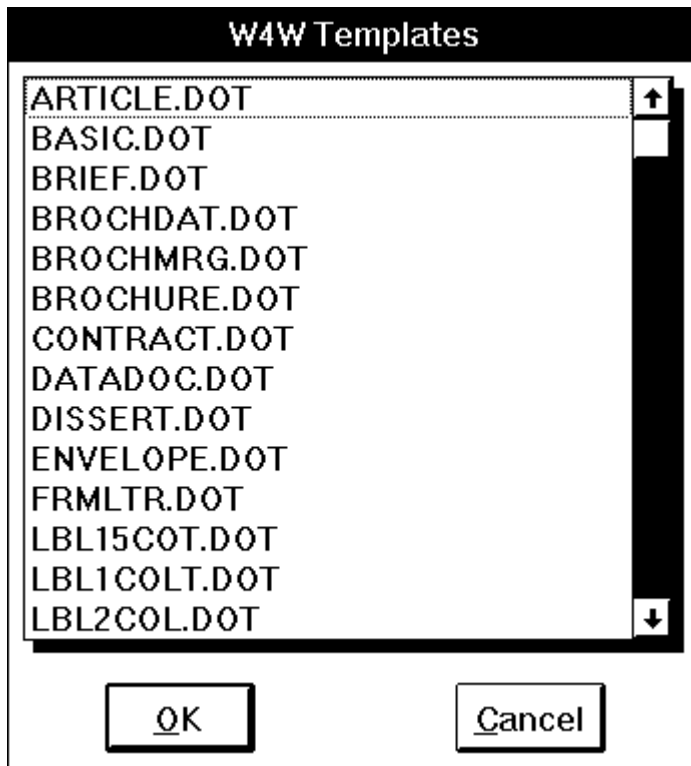 W4W Templates
ARTICLE.DOT
BASIC.DOT
BRIEF.DOT
BROCHDAT.DOT
BROCHMRG.DOT
BROCHURE.DOT
CONTRACT.DOT
DATADOC.DOT
DISSERT.DOT
ENVELOPE.DOT
FRMLTR.DOT
LBL15COT.DOT
LBL1COLT.DOT
LBL2COL.DOT
OK Cancel